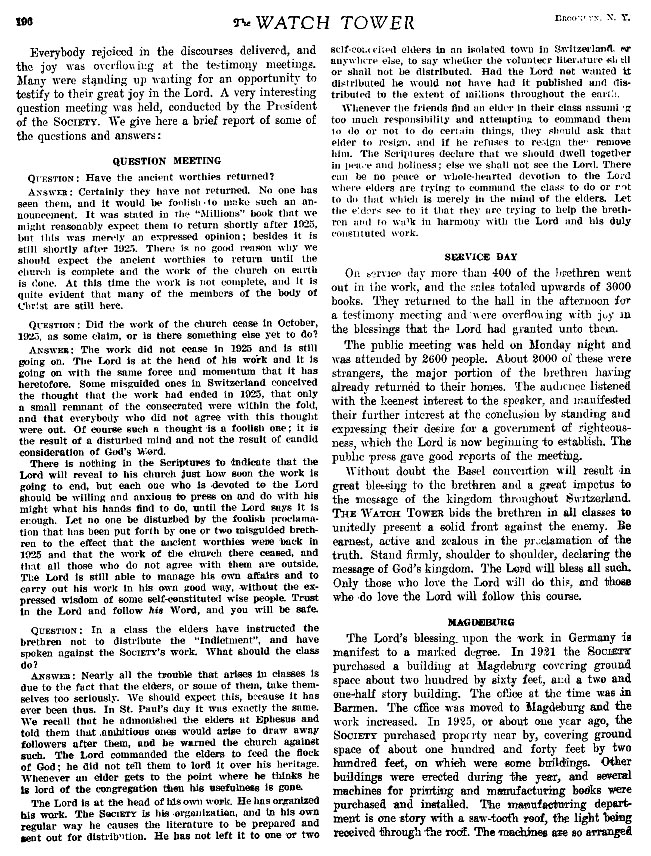 196
The WATCH TOWER
BROOKLYN, N. Y.
Everybody rejoiced in the discourses delivered, and
the joy was overflowing at the testimony meetings.
Many were standing up waiting for an opportunity to
testify to their great joy in the Lord. A very interesting
question meeting was held, conducted by the President
of the SOCIETY. We give here a brief report of some of
the questions and answers:
QUESTION MEETING
QUESTION: Have the ancient worthies returned?
ANSWER: Certainly they have not returned. No one has
seen them, and it would be foolish to make such an an-
nouncement. It was stated in the "Millions" book that we
might reasonably expect them to return shortly after 1925,
but this was merely an expressed opinion; besides it is
still shortly after 1925. There is no good reason why we
should expect the ancient worthies to return until the
church is complete and the work of the church on earth
is done. At this time the work is not complete, and it is
quite evident that many of the members of the body of
Christ are still here.
QUESTION: Did the work of the church cease in October,
1925, as some claim, or is there something else yet to do?
ANSWER: The work did not cease in 1925 and is still
going on. The Lord is at the head of his work and it is
going on with the same force and momentum that it has
heretofore. Some misguided ones in Switzerland conceived
the thought that the work had ended in 1925, that only
a small remnant of the consecrated were within the fold,
and that everybody who did not agree with this thought
were out. Of course such a thought is a foolish one; it is
the result of a disturbed mind and not the result of candid
consideration of God's Word.
There is nothing in the Scriptures to indicate that the
Lord will reveal to his church just how soon the work is
going to end, but each one who is devoted to the Lord
should be willing and anxious to press on and do with his
might what his hands find to do, until the Lord says it is
enough. Let no one be disturbed by the foolish proclama-
tion that has been put forth by one or two misguided breth-
ren to the effect that the ancient worthies were back in
1925 and that the work of the church there ceased, and
that all those who do not agree with them are outside.
The Lord is still able to manage his own affairs and to
carry out his work in his own good way, without the ex-
pressed wisdom of some self-constituted wise people. Trust
in the Lord and follow his Word, and you will be safe.
QUESTION: In a class the elders have instructed the
brethren not to distribute the "Indictment", and have
spoken against the SOCIETY'S work. What should the class
do?
ANSWER: Nearly all the trouble that arises in classes is
due to the fact that the elders, or some of them, take them-
selves too seriously. We should expect this, because it has
ever been thus. In St. Paul's day it was exactly the same.
We recall that he admonished the elders at Ephesus and
told them that ambitious ones would arise to draw away
followers after them, and he warned the church against
such. The Lord commanded the elders to feed the flock
of God; he did not tell them to lord it over his heritage.
Whenever an elder gets to the point where he thinks he
is lord of the congregation then his usefulness is gone.
The Lord is at the head of his own work. He has organized
his work. The SOCIETY is his organization, and in his own
regular way he causes the literature to be prepared and
sent out for distribution. He has not left it to one or two
self-conceited elders in an isolated town in Switzerland, or
anywhere else, to say whether the volunteer literature shall
or shall not be distributed. Had the Lord not wanted it
distributed he would not have had it published and dis-
tributed to the extent of millions throughout the earth.
Whenever the friends find an elder in their class assuming
too much responsibility and attempting to command them
to do or not to do certain things, they should ask that
elder to resign, and if he refuses to resign then remove
him. The Scriptures declare that we should dwell together
in peace and holiness; else we shall not see the Lord. There
can be no peace or whole-hearted devotion to the Lord
where elders are trying to command the class to do or not
to do that which is merely in the mind of the elders. Let
the elders see to it that they are trying to help the breth-
ren and to walk in harmony with the Lord and his duly
constituted work.
SERVICE DAY
On service day more than 400 of the brethren went
out in the work, and the sales totaled upwards of 3000
books. They returned to the hall in the afternoon for
a testimony meeting and were overflowing with joy in
the blessings that the Lord had granted unto them.
The public meeting was held on Monday night and
was attended by 2600 people. About 2000 of these were
strangers, the major portion of the brethren having
already returned to their homes. The audience listened
with the keenest interest to the speaker, and manifested
their further interest at the conclusion by standing and
expressing their desire for a government of righteous-
ness, which the Lord is now beginning to establish. The
public press gave good reports of the meeting.
Without doubt the Basel convention will result in
great blessing to the brethren and a great impetus to
the message of the kingdom throughout Switzerland.
THE WATCH TOWER bids the brethren in all classes to
unitedly present a solid front against the enemy. Be
earnest, active and zealous in the proclamation of the
truth. Stand firmly, shoulder to shoulder, declaring the
message of God's kingdom. The Lord will bless all such.
Only those who love the Lord will do this, and those
who do love the Lord will follow this course.
MAGDEBURG
The Lord's blessing upon the work in Germany is
manifest to a marked degree. In 1921 the SOCIETY
purchased a building at Magdeburg covering ground
space about two hundred by sixty feet, and a two and
one-half story building. The office at the time was in
Barmen. The office was moved to Magdeburg and the
work increased. In 1925, or about one year ago, the
SOCIETY purchased property near by, covering ground
space of about one hundred and forty feet by two
hundred feet, on which were some buildings. Other
buildings were erected during the year, and several
machines for printing and manufacturing books were
purchased and installed. The manufacturing depart-
ment is one story with a saw-tooth roof, the light being
received through the roof. The machines are so arranged